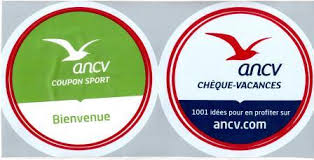 ancv
COUPON SPORT
Bienvenue
ancv
CHÈQUE-VACANCES
1001 idées pour en profiter sur
ancv.com